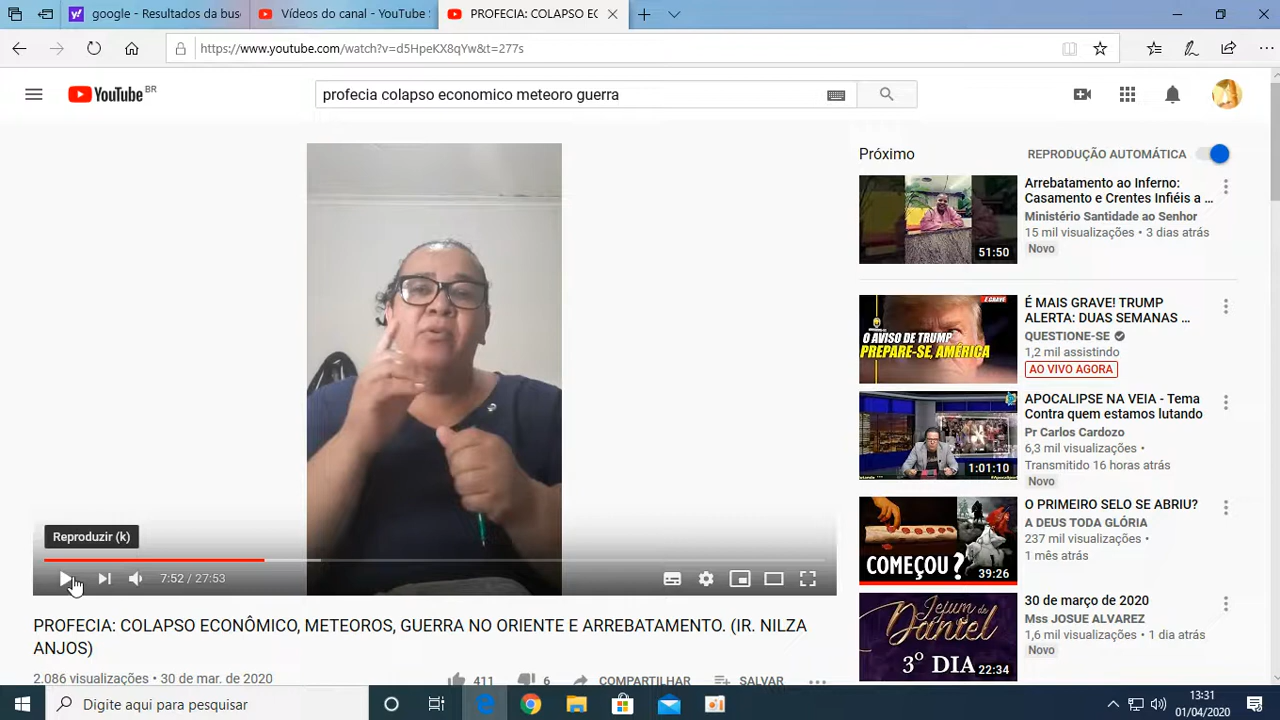 google - Resultados da bus
Vídeos do canal - YouTube
PROFECIA: COLAPSO EC
https://www.youtube.com/watch?v=d5HpeKX8qYw&t=277s
YouTube BR
profecia colapso economico meteoro guerra
Próximo
REPRODUÇÃO AUTOMÁTICA
Arrebatamento ao Inferno:
Casamento e Crentes Infiéis a ...
Ministério Santidade ao Senhor
15 mil visualizações • 3 dias atrás
Novo
51:50
É GRAVE
O AVISO DE TRUMP
PREPARE-SE, AMÉRICA
É MAIS GRAVE! TRUMP
ALERTA: DUAS SEMANAS ...
QUESTIONE-SE
1,2 mil assistindo
AO VIVO AGORA
APOCALIPSE NA VEIA - Tema
Contra quem estamos lutando
Pr Carlos Cardozo
6,3 mil visualizações •
Transmitido 16 horas atrás
Novo
1:01:10
O PRIMEIRO SELO SE ABRIU?
A DEUS TODA GLÓRIA
237 mil visualizações •
1 mês atrás
COMEÇOU?
39:26
30 de março de 2020
Mss JOSUE ALVAREZ
1,6 mil visualizações • 1 dia atrás
Novo
Jejum de
Daniel
3º DIA
22:34
Reproduzir (k)
7:52 / 27:53
PROFECIA: COLAPSO ECONÔMICO, METEOROS, GUERRA NO ORIENTE E ARREBATAMENTO. (IR. NILZA
ANJOS)
2.086 visualizações • 30 de mar. de 2020
411
6
COMPARTILHAR
SALVAR
Digite aqui para pesquisar
13:31
01/04/2020